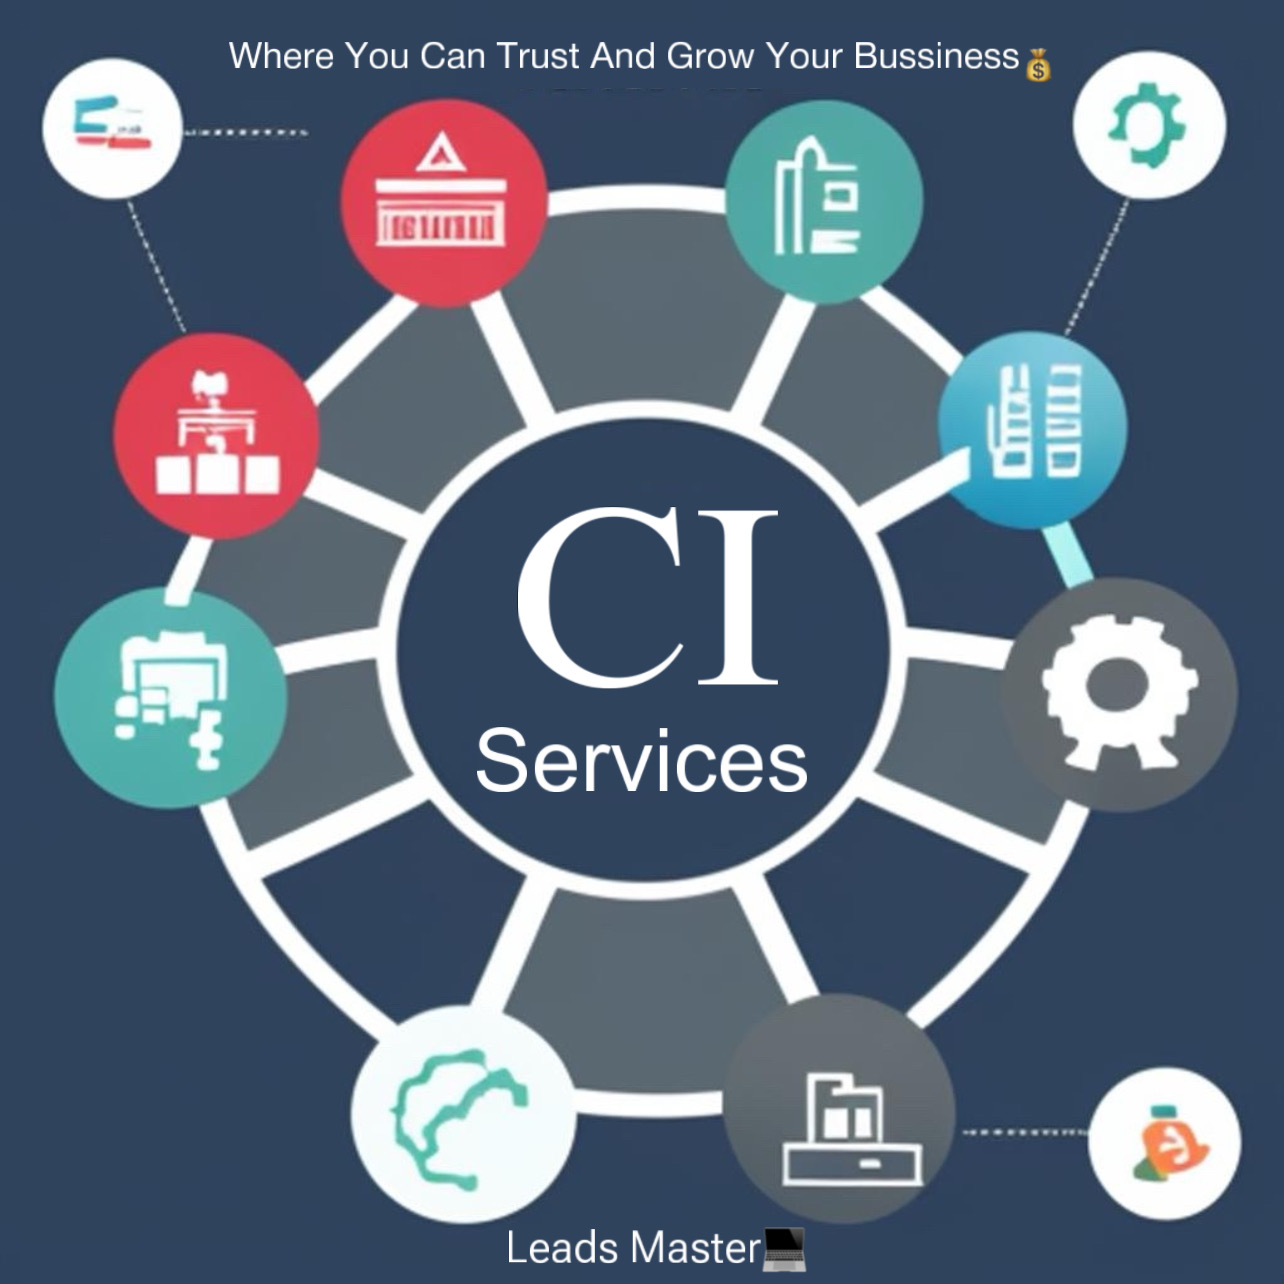 Where You Can Trust And Grow Your Bussiness💰
CI
Services
Leads Master💻